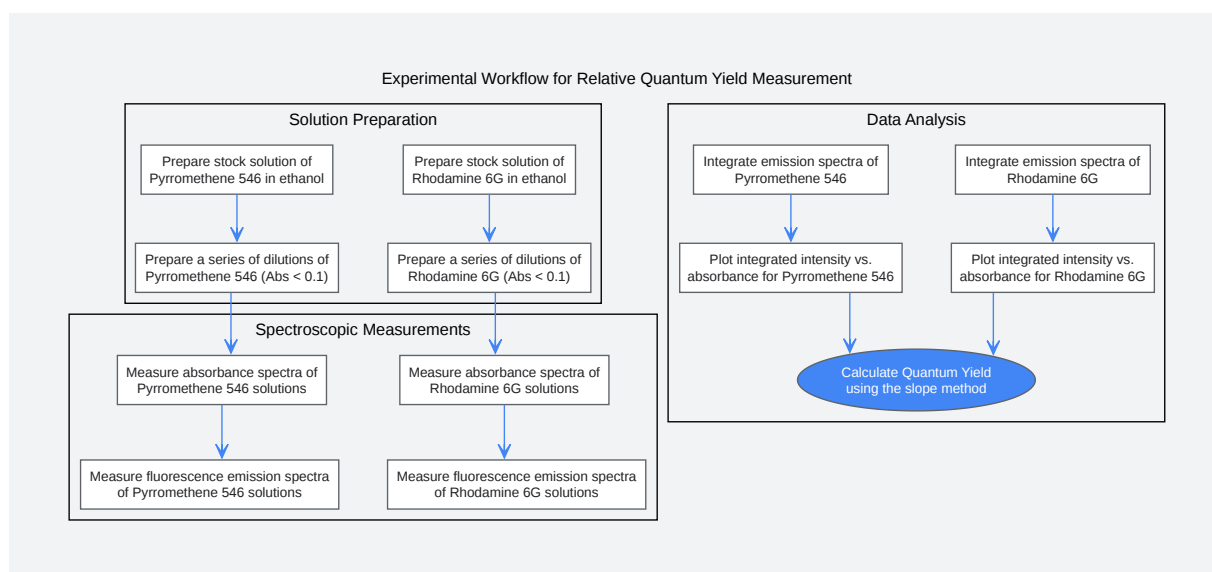 Experimental Workflow for Relative Quantum Yield Measurement
Solution Preparation
Prepare stock solution of
Pyrromethene 546 in ethanol
Prepare stock solution of
Rhodamine 6G in ethanol
Prepare a series of dilutions of
Pyrromethene 546 (Abs < 0.1)
Prepare a series of dilutions of
Rhodamine 6G (Abs < 0.1)
Spectroscopic Measurements
Measure absorbance spectra of
Pyrromethene 546 solutions
Measure absorbance spectra of
Rhodamine 6G solutions
Measure fluorescence emission spectra
of Pyrromethene 546 solutions
Measure fluorescence emission spectra
of Rhodamine 6G solutions
Data Analysis
Integrate emission spectra of
Pyrromethene 546
Integrate emission spectra of
Rhodamine 6G
Plot integrated intensity vs.
absorbance for Pyrromethene 546
Plot integrated intensity vs.
absorbance for Rhodamine 6G
Calculate Quantum Yield
using the slope method